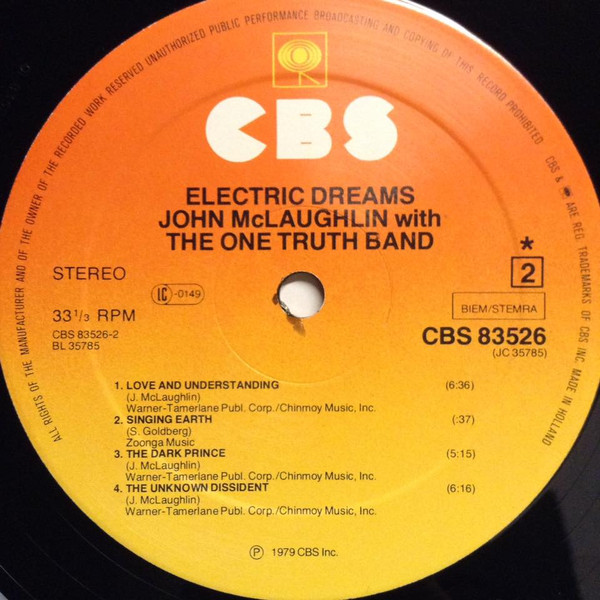 ALL RIGHTS OF THE MANUFACTURER AND OF THE OWNER OF THE RECORDED WORK RESERVED UNAUTHORIZED PUBLIC PERFORMANCE BROADCASTING AND COPYING OF THIS RECORD PROHIBITED
CBS & ARE REG. TRADEMARKS OF CBS INC. MADE IN HOLLAND
CBS
ELECTRIC DREAMS
JOHN McLAUGHLIN with
THE ONE TRUTH BAND
STEREO
LC -0149
*
2
33 1/3 RPM
BIEM/STEMRA
CBS 83526-2
BL 35785
CBS 83526
(JC 35785)
1. LOVE AND UNDERSTANDING (6:36)
(J. McLaughlin)
Warner-Tamerlane Publ. Corp./Chinmoy Music, Inc.
2. SINGING EARTH (:37)
(S. Goldberg)
Zoonga Music
3. THE DARK PRINCE (5:15)
(J. McLaughlin)
Warner-Tamerlane Publ. Corp./Chinmoy Music, Inc.
4. THE UNKNOWN DISSIDENT (6:16)
(J. McLaughlin)
Warner-Tamerlane Publ. Corp./Chinmoy Music, Inc.
Ⓟ 1979 CBS Inc.